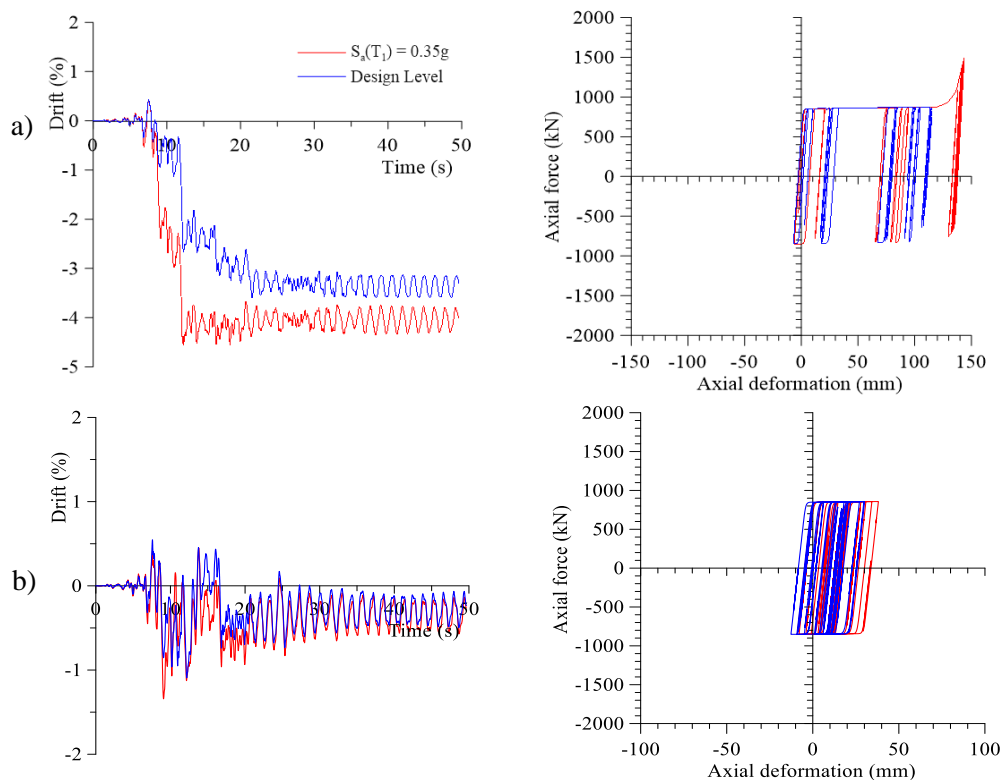 a)
Drift (%)
2
1
0
-1
-2
-3
-4
-5
0 10 20 30 40 50
Time (s)
Sa(T1) = 0.35g
Design Level
Axial force (kN)
2000
1500
1000
500
0
-500
-1000
-1500
-2000
-150 -100 -50 0 50 100 150
Axial deformation (mm)
b)
Drift (%)
2
1
0
-1
-2
0 10 20 30 40 50
Time (s)
Axial force (kN)
2000
1500
1000
500
0
-500
-1000
-1500
-2000
-100 -50 0 50 100
Axial deformation (mm)